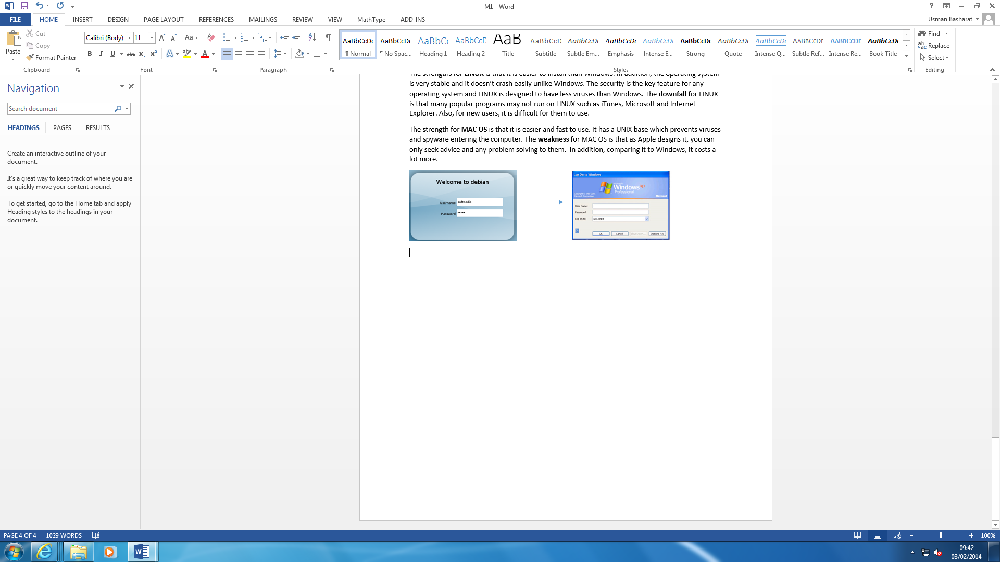 M1 - Word
FILE HOME INSERT DESIGN PAGE LAYOUT REFERENCES MAILINGS REVIEW VIEW MathType ADD-INS
Usman Basharat
Paste
Cut
Copy
Format Painter
Clipboard
Calibri (Body) 11
Font
Paragraph
AaBbCcDc AaBbCcDc AaBbCc AaBbCcD AaBl AaBbCcD AaBbCcDc AaBbCcDc AaBbCcDc AaBbCcDc AaBbCcDc AaBbCcDc AABBCCDE AABBCCDE AaBbCcDc
¶ Normal ¶ No Spac... Heading 1 Heading 2 Title Subtitle Subtle Em... Emphasis Intense E... Strong Quote Intense Q... Subtle Ref... Intense Re... Book Title
Styles
Find
Replace
Select
Editing
Navigation
Search document
HEADINGS PAGES RESULTS
Create an interactive outline of your
document.
It's a great way to keep track of where you are
or quickly move your content around.
To get started, go to the Home tab and apply
Heading styles to the headings in your
document.
The strengths for LINUX is that it is easier to install than Windows. In addition, the operating system
is very stable and it doesn't crash easily unlike Windows. The security is the key feature for any
operating system and LINUX is designed to have less viruses than Windows. The downfall for LINUX
is that many popular programs may not run on LINUX such as iTunes, Microsoft and Internet
Explorer. Also, for new users, it is difficult for them to use.
The strength for MAC OS is that it is easier and fast to use. It has a UNIX base which prevents viruses
and spyware entering the computer. The weakness for MAC OS is that as Apple designs it, you can
only seek advice and any problem solving to them.  In addition, comparing it to Windows, it costs a
lot more.
Welcome to debian
Username: softpedia
Password: *****
Log On to Windows
Microsoft
Windows xp
Professional
Microsoft Corporation
Microsoft
User name:
Password:
Log on to: GOLDNET
EN
OK Cancel Shut Down... Options <<
PAGE 4 OF 4 1029 WORDS
100%
09:42
03/02/2014